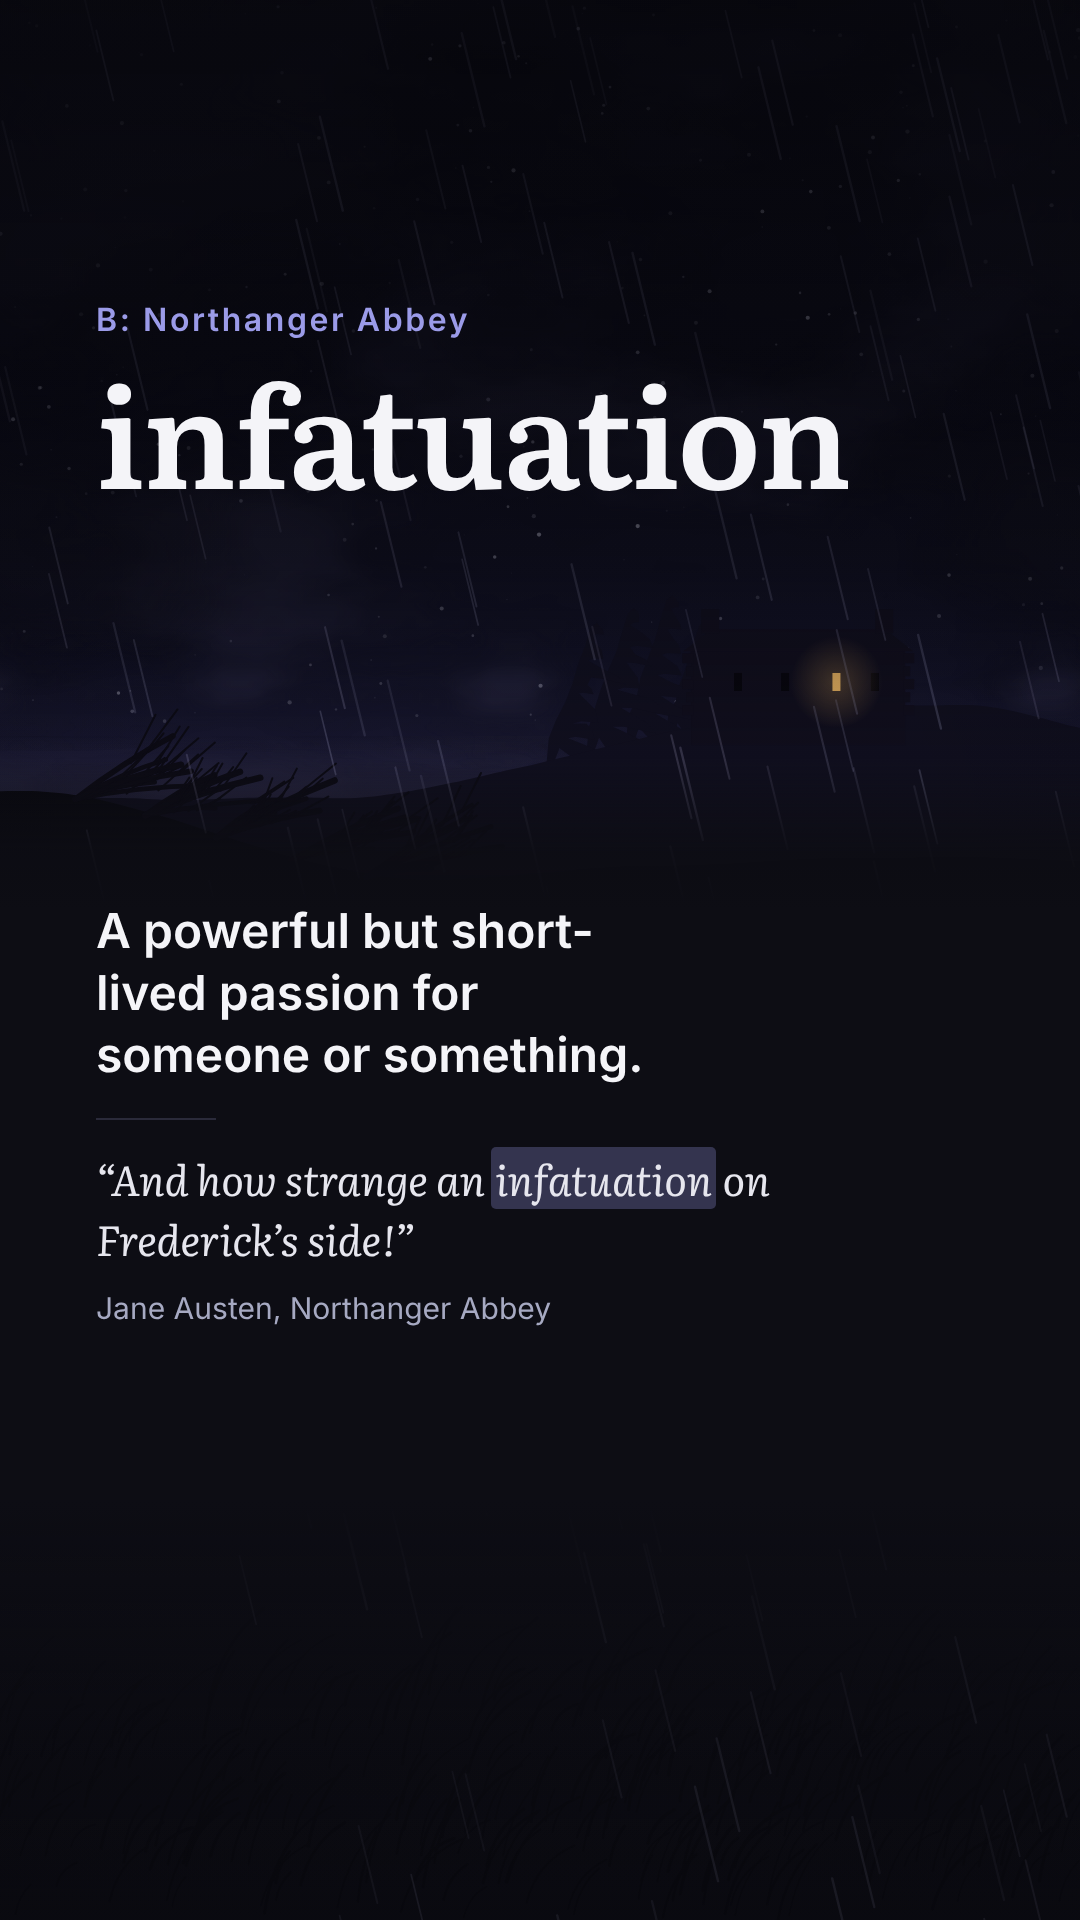 B: Northanger Abbey
infatuation
A powerful but short-
lived passion for
someone or something.
“And how strange an infatuation on
Frederick’s side!”
Jane Austen, Northanger Abbey